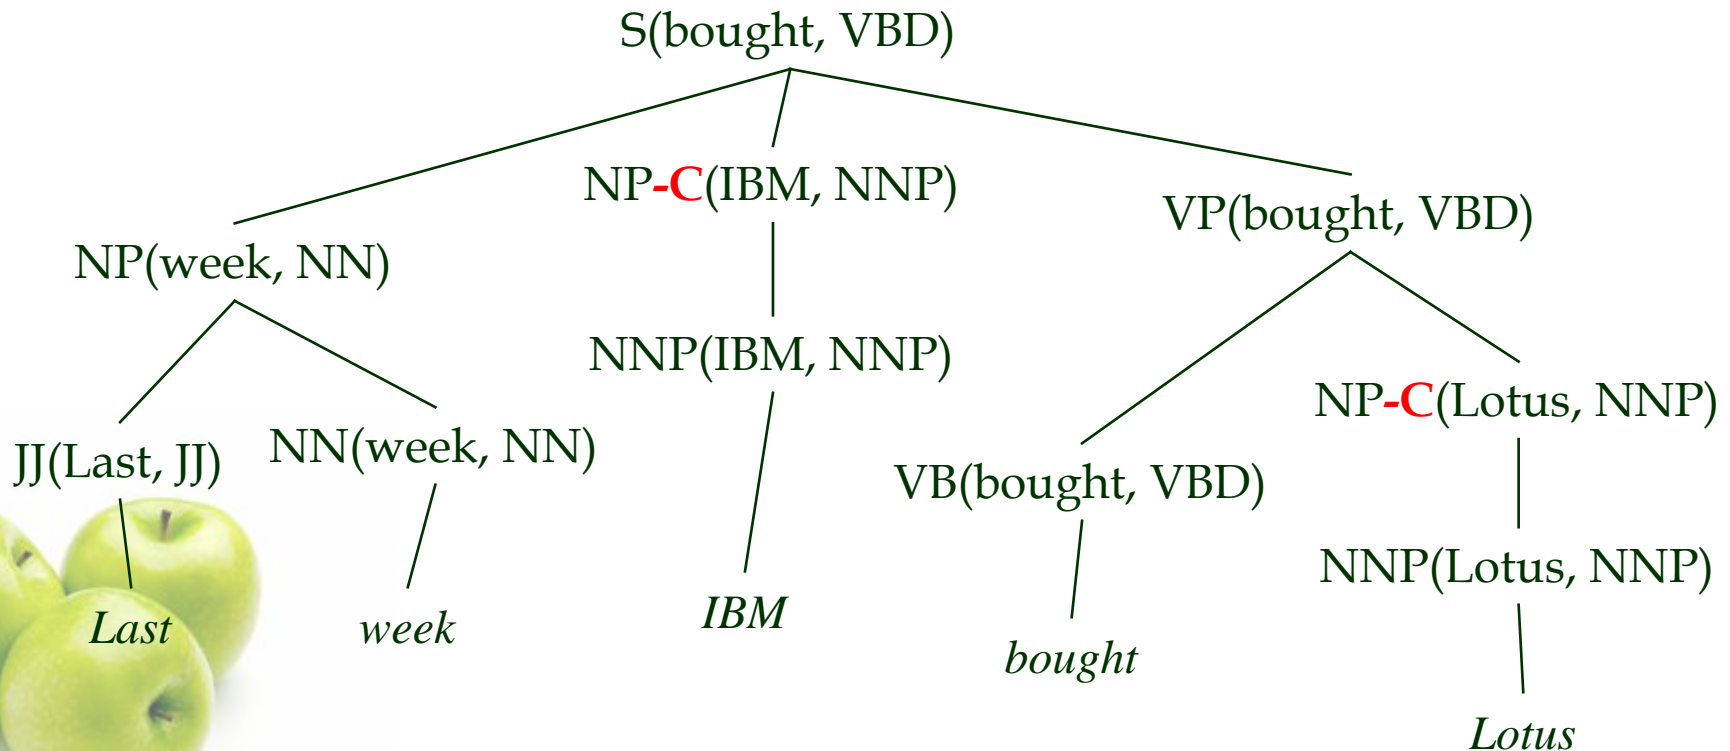 S(bought, VBD)
NP-C(IBM, NNP)
VP(bought, VBD)
NP(week, NN)
NNP(IBM, NNP)
NP-C(Lotus, NNP)
JJ(Last, JJ)
NN(week, NN)
VB(bought, VBD)
NNP(Lotus, NNP)
Last
week
IBM
bought
Lotus